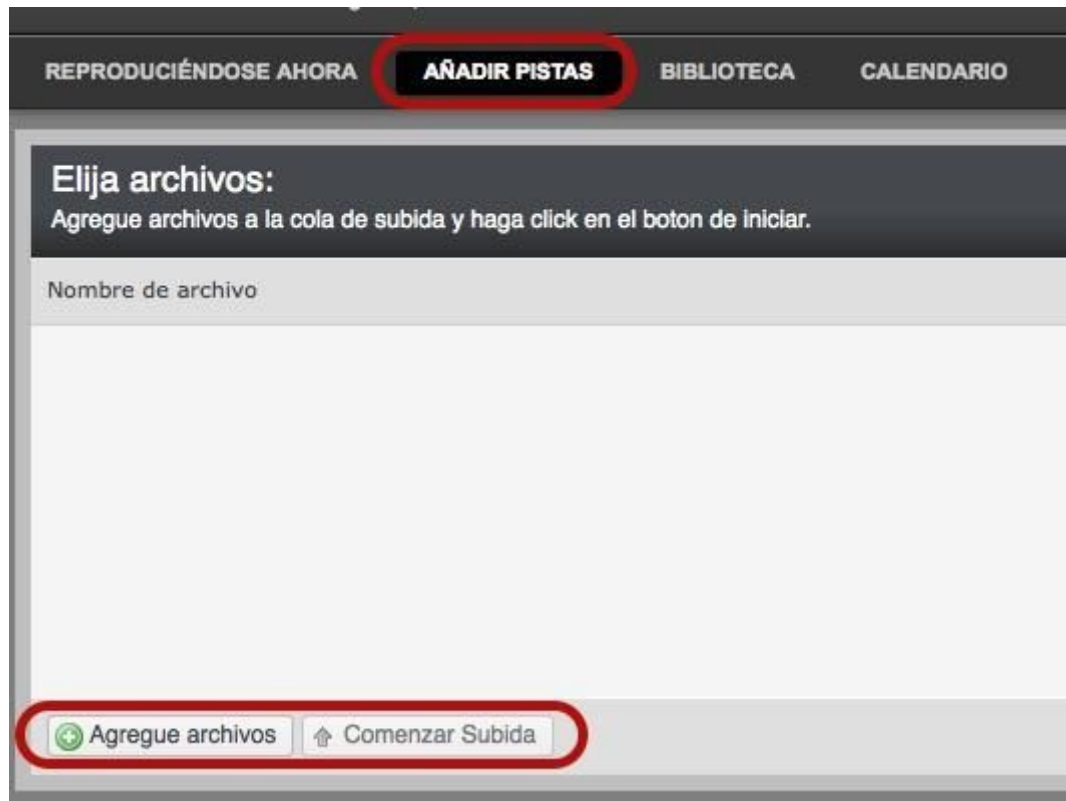 REPRODUCIÉNDOSE AHORA AÑADIR PISTAS BIBLIOTECA CALENDARIO
Elija archivos:
Agregue archivos a la cola de subida y haga click en el boton de iniciar.
Nombre de archivo
Agregue archivos Comenzar Subida